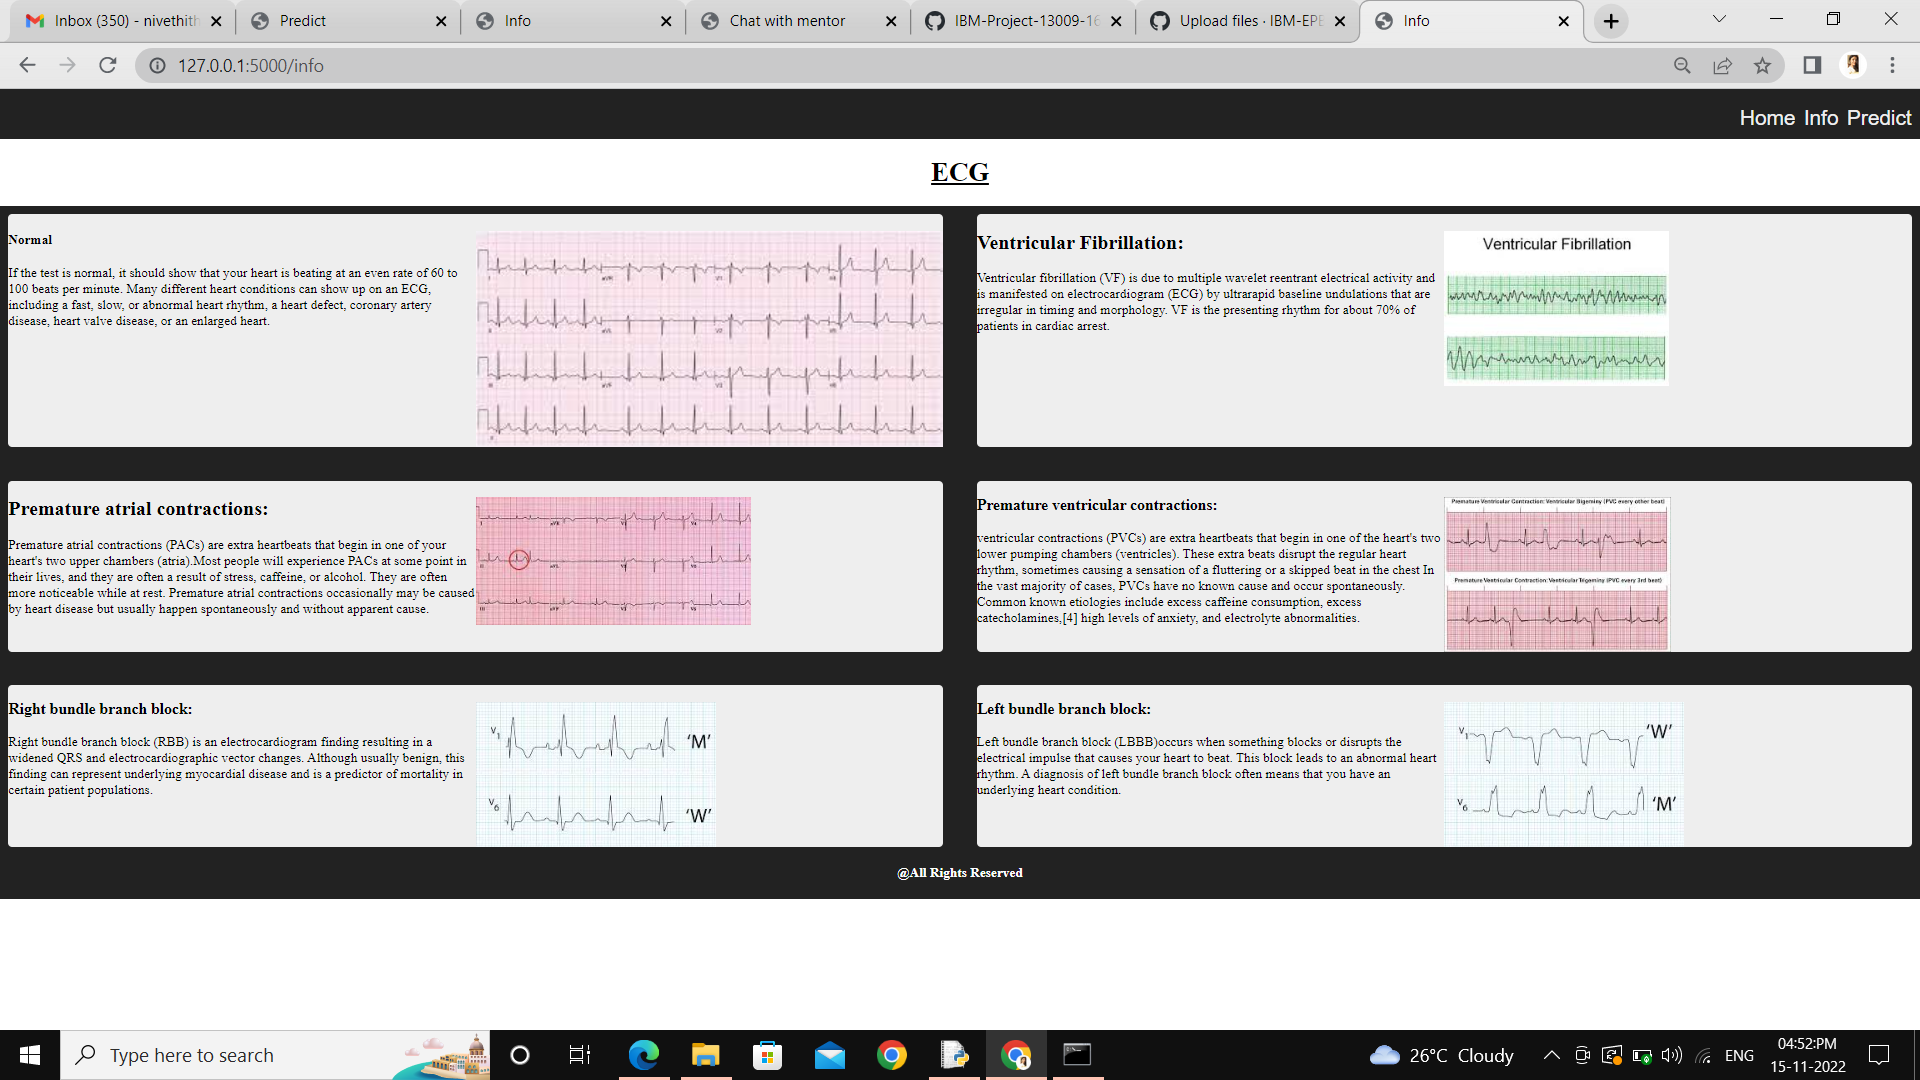 Inbox (350) - nivethith
Predict
Info
Chat with mentor
IBM-Project-13009-16
Upload files · IBM-EPB
Info
127.0.0.1:5000/info
Home Info Predict
ECG
Normal
If the test is normal, it should show that your heart is beating at an even rate of 60 to
100 beats per minute. Many different heart conditions can show up on an ECG,
including a fast, slow, or abnormal heart rhythm, a heart defect, coronary artery
disease, heart valve disease, or an enlarged heart.
Ventricular Fibrillation:
Ventricular fibrillation (VF) is due to multiple wavelet reentrant electrical activity and
is manifested on electrocardiogram (ECG) by ultrarapid baseline undulations that are
irregular in timing and morphology. VF is the presenting rhythm for about 70% of
patients in cardiac arrest.
Ventricular Fibrillation
Premature atrial contractions:
Premature atrial contractions (PACs) are extra heartbeats that begin in one of your
heart's two upper chambers (atria).Most people will experience PACs at some point in
their lives, and they are often a result of stress, caffeine, or alcohol. They are often
more noticeable while at rest. Premature atrial contractions occasionally may be caused
by heart disease but usually happen spontaneously and without apparent cause.
Premature ventricular contractions:
ventricular contractions (PVCs) are extra heartbeats that begin in one of the heart's two
lower pumping chambers (ventricles). These extra beats disrupt the regular heart
rhythm, sometimes causing a sensation of a fluttering or a skipped beat in the chest In
the vast majority of cases, PVCs have no known cause and occur spontaneously.
Common known etiologies include excess caffeine consumption, excess
catecholamines,[4] high levels of anxiety, and electrolyte abnormalities.
Premature Ventricular Contraction: Ventricular Bigeminy (PVC every other beat)
Premature Ventricular Contraction: Ventricular Trigeminy (PVC every 3rd beat)
Right bundle branch block:
Right bundle branch block (RBB) is an electrocardiogram finding resulting in a
widened QRS and electrocardiographic vector changes. Although usually benign, this
finding can represent underlying myocardial disease and is a predictor of mortality in
certain patient populations.
V1 'M'
V6 'W'
Left bundle branch block:
Left bundle branch block (LBBB)occurs when something blocks or disrupts the
electrical impulse that causes your heart to beat. This block leads to an abnormal heart
rhythm. A diagnosis of left bundle branch block often means that you have an
underlying heart condition.
V1 'W'
V6 'M'
@All Rights Reserved
Type here to search
26°C Cloudy
ENG
04:52:PM
15-11-2022